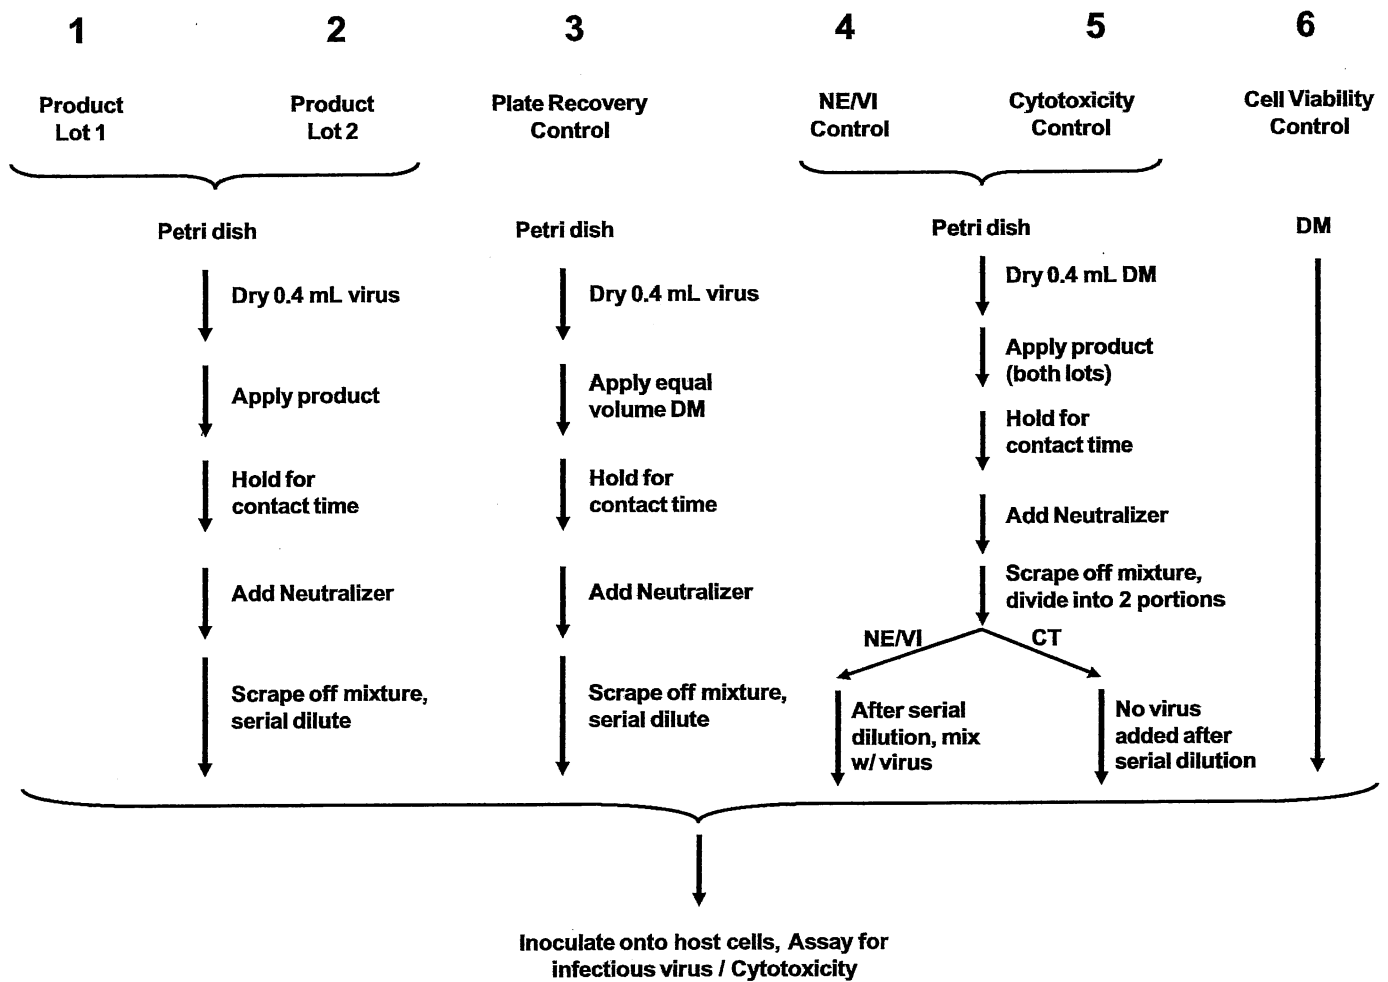 1
2
3
4
5
6
Product
Lot 1
Product
Lot 2
Plate Recovery
Control
NE/VI
Control
Cytotoxicity
Control
Cell Viability
Control
Petri dish
Dry 0.4 mL virus
Apply product
Hold for
contact time
Add Neutralizer
Scrape off mixture,
serial dilute
Petri dish
Dry 0.4 mL virus
Apply equal
volume DM
Hold for
contact time
Add Neutralizer
Scrape off mixture,
serial dilute
Petri dish
Dry 0.4 mL DM
Apply product
(both lots)
Hold for
contact time
Add Neutralizer
Scrape off mixture,
divide into 2 portions
NE/VI
CT
After serial
dilution, mix
w/ virus
No virus
added after
serial dilution
DM
Inoculate onto host cells, Assay for
infectious virus / Cytotoxicity